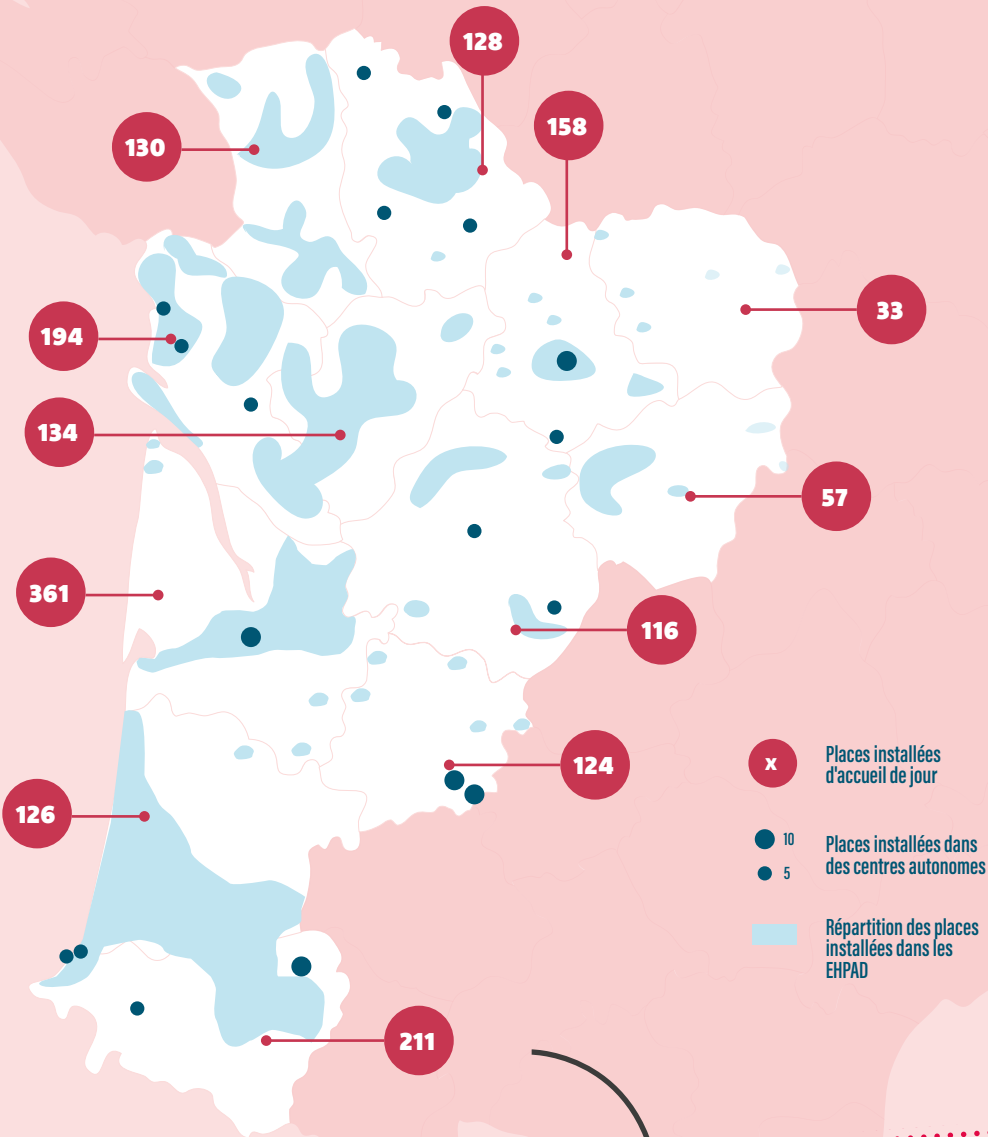 128
158
130
33
194
134
57
361
116
124
126
211
x
Places installées
d'accueil de jour
10
5
Places installées dans
des centres autonomes
Répartition des places
installées dans les
EHPAD